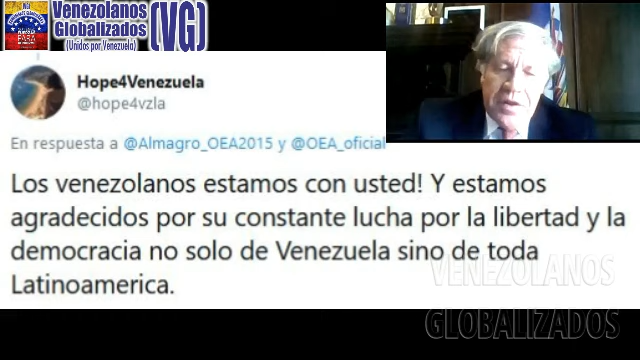 Venezolanos
Globalizados
(Unidos por Venezuela)
(VG)
Hope4Venezuela
@hope4vzla
En respuesta a @Almagro_OEA2015 y @OEA_oficial
Los venezolanos estamos con usted! Y estamos
agradecidos por su constante lucha por la libertad y la
democracia no solo de Venezuela sino de toda
Latinoamerica.
VENEZOLANOS
GLOBALIZADOS